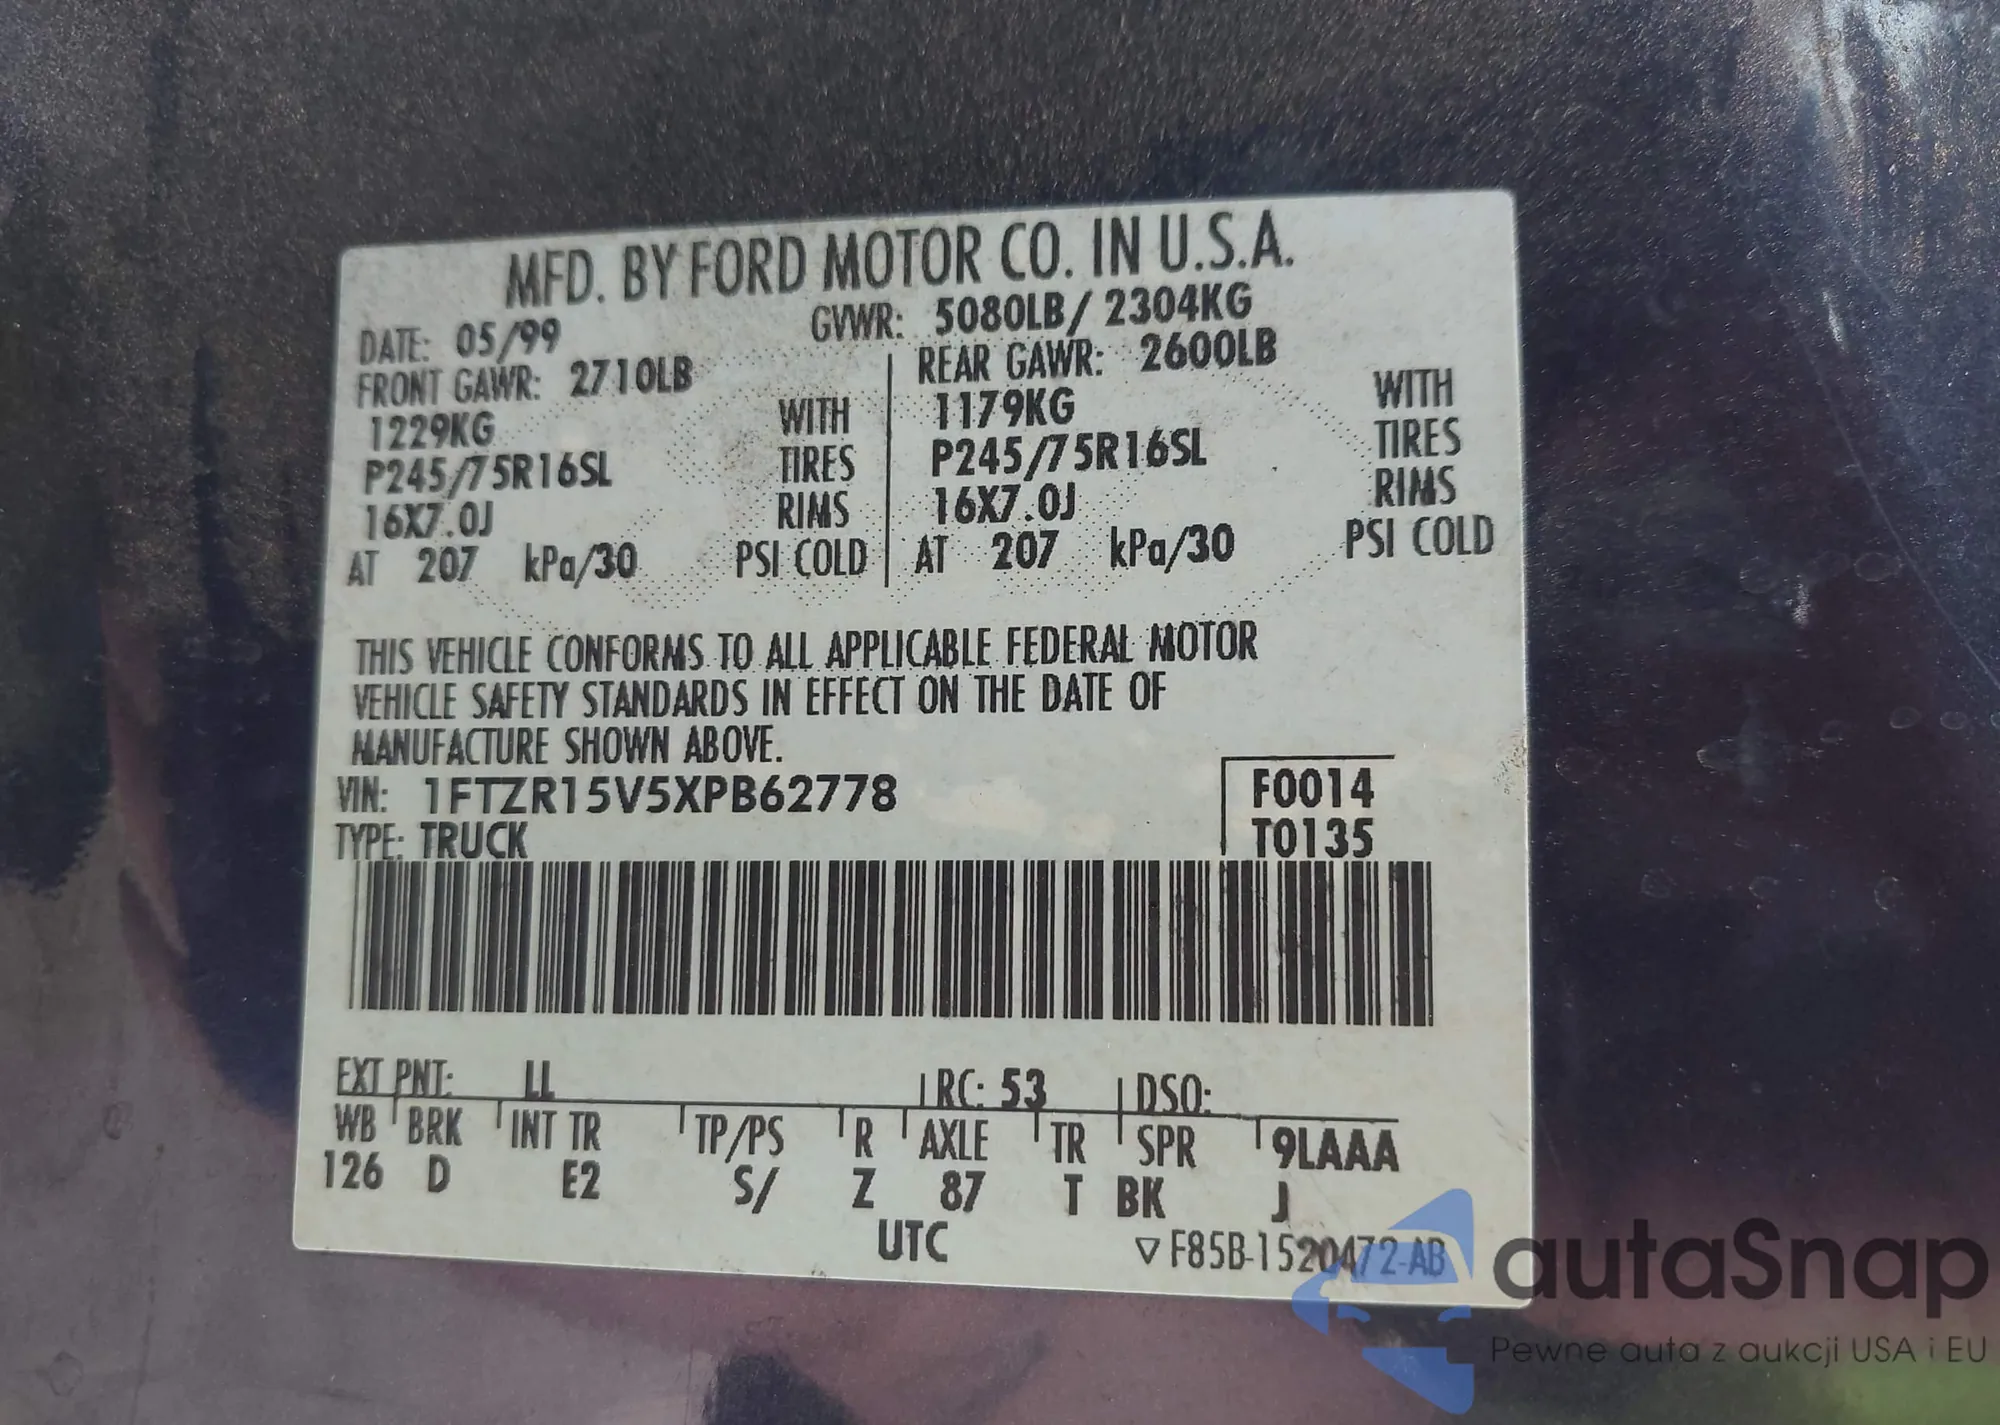 MFD. BY FORD MOTOR CO. IN U.S.A.
DATE: 05/99 GVWR: 5080LB/ 2304KG
FRONT GAWR: 2710LB REAR GAWR: 2600LB
1229KG WITH 1179KG WITH
P245/75R16SL TIRES P245/75R16SL TIRES
16X7.0J RIMS 16X7.0J RIMS
AT 207 kPa/30 PSI COLD AT 207 kPa/30 PSI COLD
THIS VEHICLE CONFORMS TO ALL APPLICABLE FEDERAL MOTOR
VEHICLE SAFETY STANDARDS IN EFFECT ON THE DATE OF
MANUFACTURE SHOWN ABOVE.
VIN: 1FTZR15V5XPB62778 F0014
TYPE: TRUCK T0135
EXT PNT: LL RC: 53 DSO:
WB BRK INT TR TP/PS R AXLE TR SPR 9LAAA
126 D E2 S/ Z 87 T BK J
UTC
▽ F85B-1520472-AB
autaSnap
Pewne auta z aukcji USA i EU